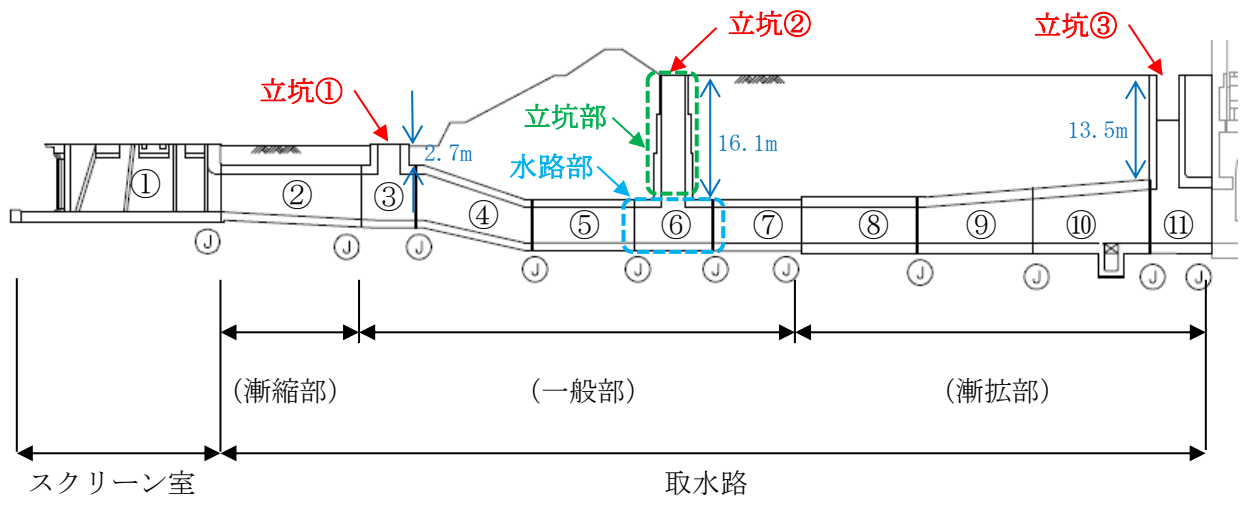 立坑②
立坑③
立坑①
立坑部
2.7m
16.1m
13.5m
水路部
①
②
③
④
⑤
⑥
⑦
⑧
⑨
⑩
⑪
Ⓙ
Ⓙ
Ⓙ
Ⓙ
Ⓙ
Ⓙ
Ⓙ
Ⓙ
Ⓙ
Ⓙ
Ⓙ
(漸縮部)
(一般部)
(漸拡部)
スクリーン室
取水路